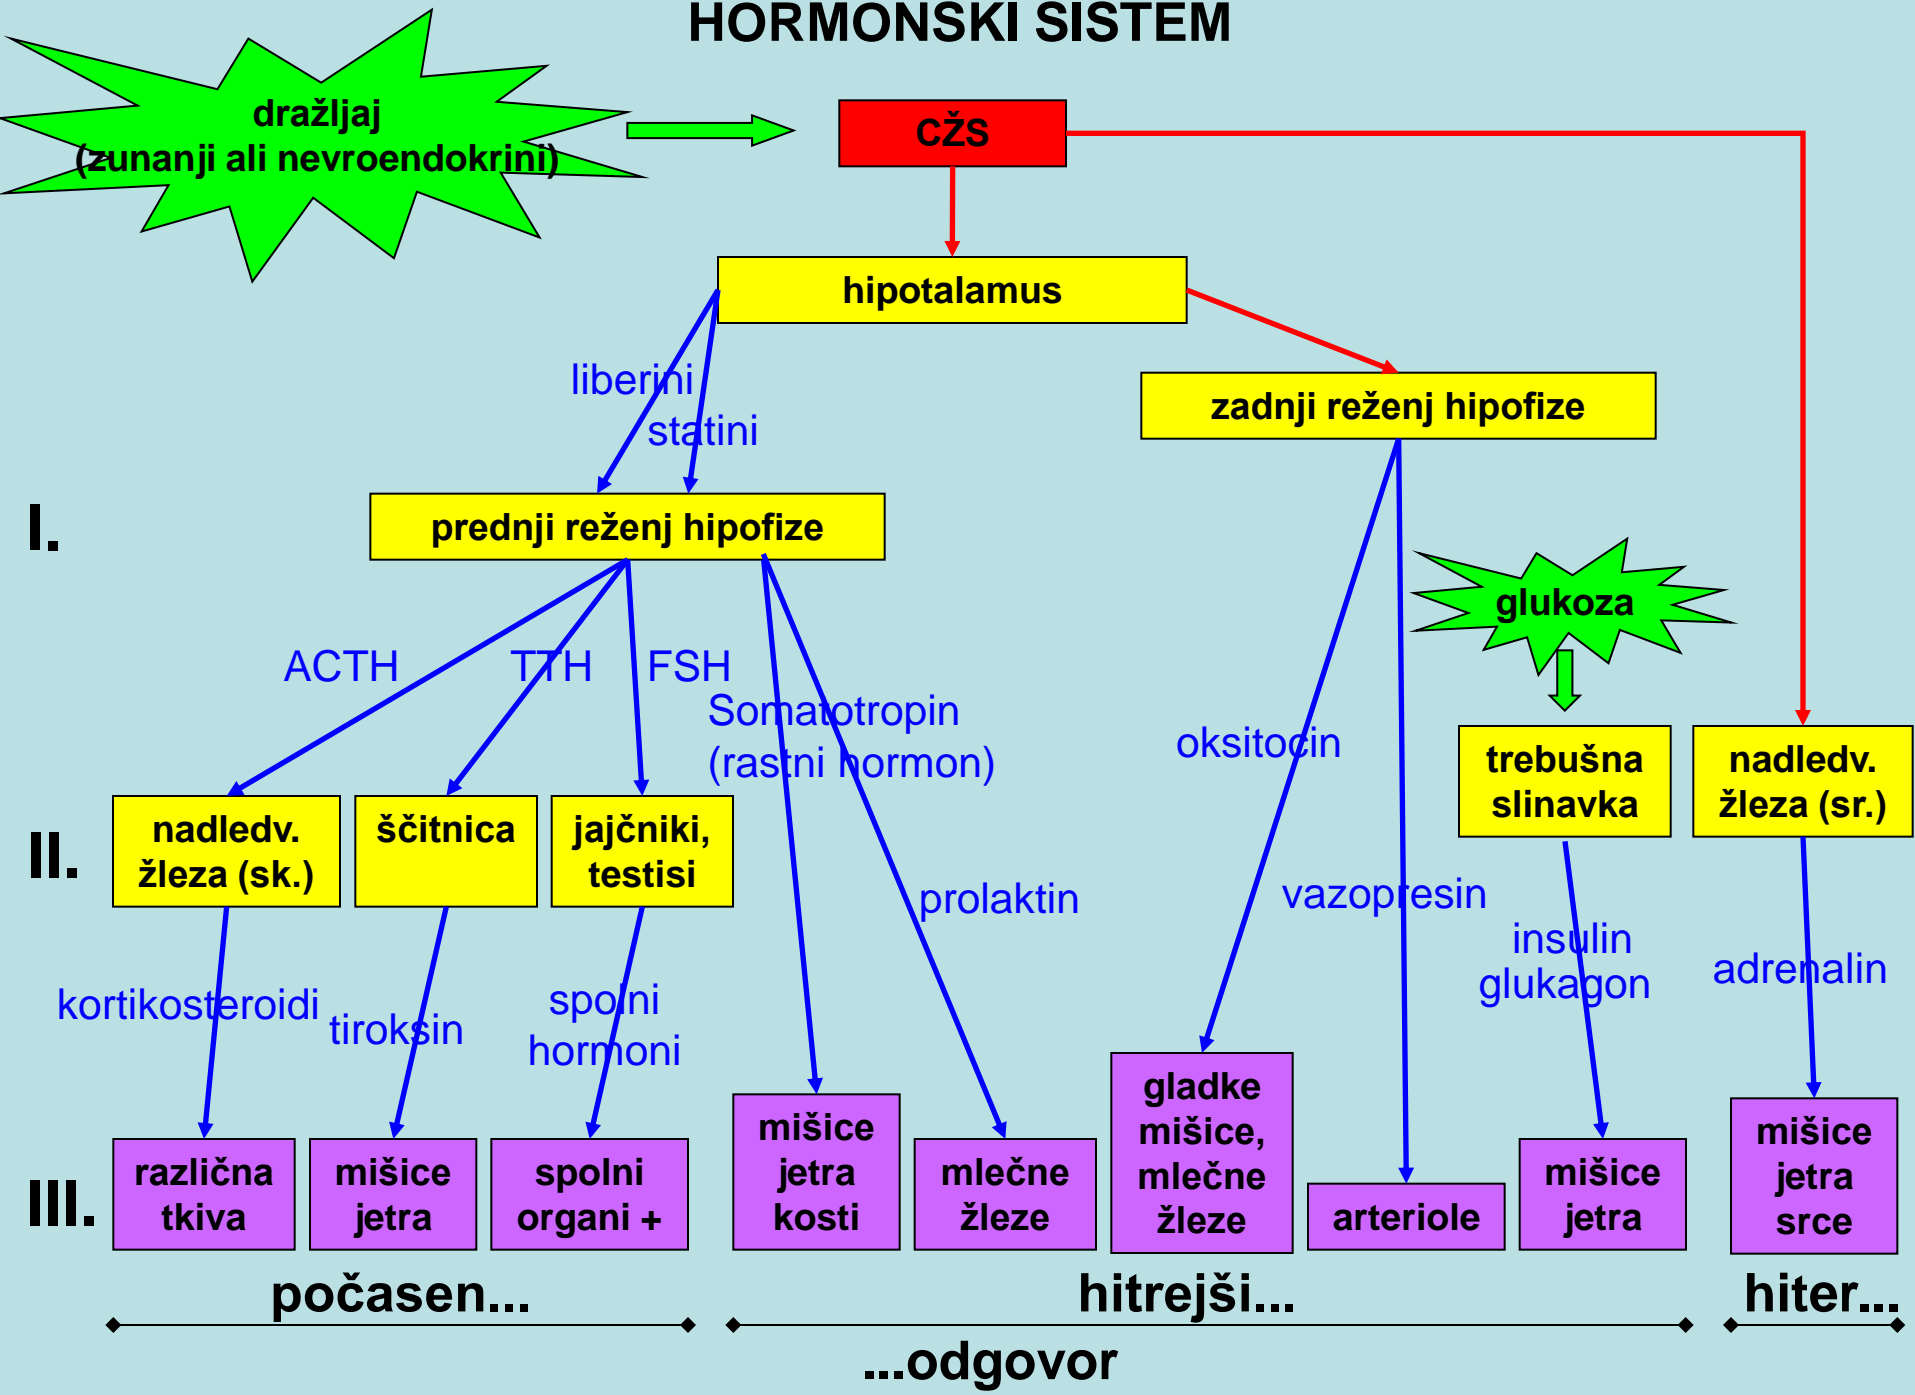 HORMONSKI SISTEM
dražljaj
(zunanji ali nevroendokrini)
CŽS
hipotalamus
liberini
statini
zadnji reženj hipofize
I.
prednji reženj hipofize
glukoza
ACTH
TTH
FSH
Somatotropin
(rastni hormon)
oksitocin
trebušna
slinavka
nadledv.
žleza (sr.)
II.
nadledv.
žleza (sk.)
ščitnica
jajčniki,
testisi
prolaktin
vazopresin
insulin
glukagon
adrenalin
kortikosteroidi
tiroksin
spolni
hormoni
III.
različna
tkiva
mišice
jetra
spolni
organi +
mišice
jetra
kosti
mlečne
žleze
gladke
mišice,
mlečne
žleze
arteriole
mišice
jetra
mišice
jetra
srce
počasen...
hitrejši...
hiter...
...odgovor